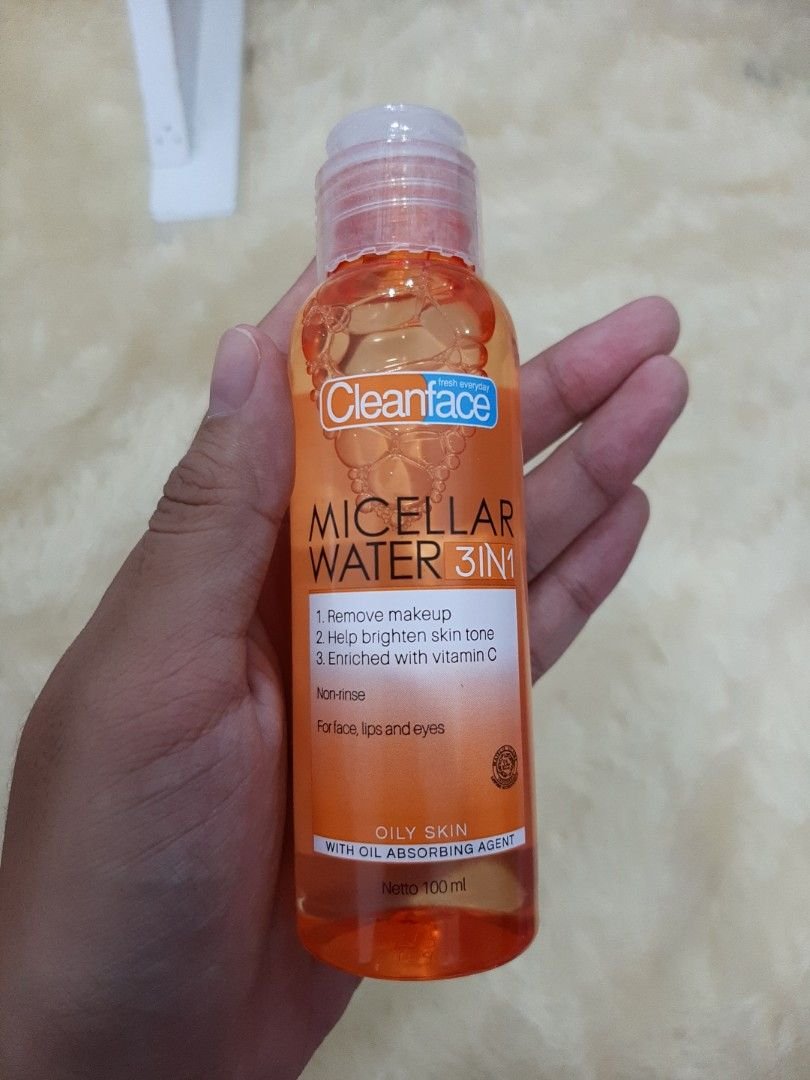 fresh everyday
Cleanface
MICELLAR
WATER 3IN1
1. Remove makeup
2. Help brighten skin tone
3. Enriched with vitamin C
Non-rinse
For face, lips and eyes
OILY SKIN
WITH OIL ABSORBING AGENT
Netto 100 ml